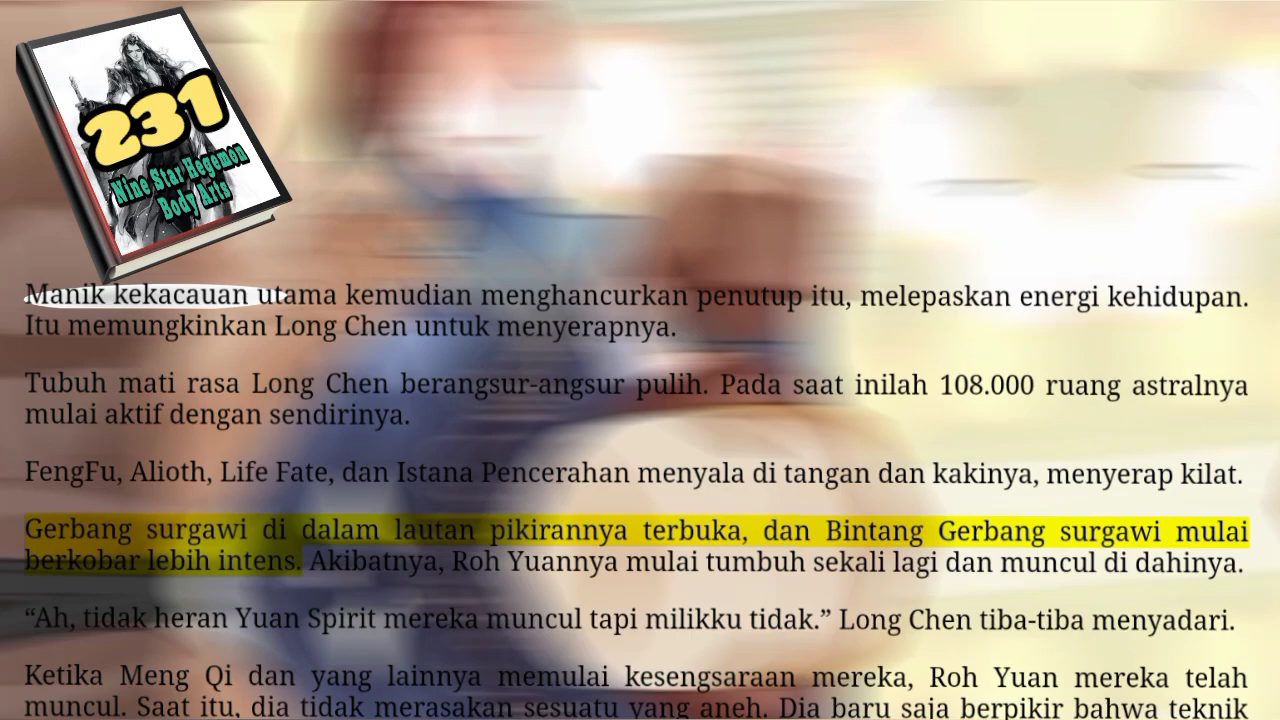 231
Nine Star Hegemon
Body Arts
Manik kekacauan utama kemudian menghancurkan penutup itu, melepaskan energi kehidupan.
Itu memungkinkan Long Chen untuk menyerapnya.
Tubuh mati rasa Long Chen berangsur-angsur pulih. Pada saat inilah 108.000 ruang astralnya
mulai aktif dengan sendirinya.
FengFu, Alioth, Life Fate, dan Istana Pencerahan menyala di tangan dan kakinya, menyerap kilat.
Gerbang surgawi di dalam lautan pikirannya terbuka, dan Bintang Gerbang surgawi mulai
berkobar lebih intens. Akibatnya, Roh Yuannya mulai tumbuh sekali lagi dan muncul di dahinya.
“Ah, tidak heran Yuan Spirit mereka muncul tapi milikku tidak.” Long Chen tiba-tiba menyadari.
Ketika Meng Qi dan yang lainnya memulai kesengsaraan mereka, Roh Yuan mereka telah
muncul. Saat itu, dia tidak merasakan sesuatu yang aneh. Dia baru saja berpikir bahwa teknik